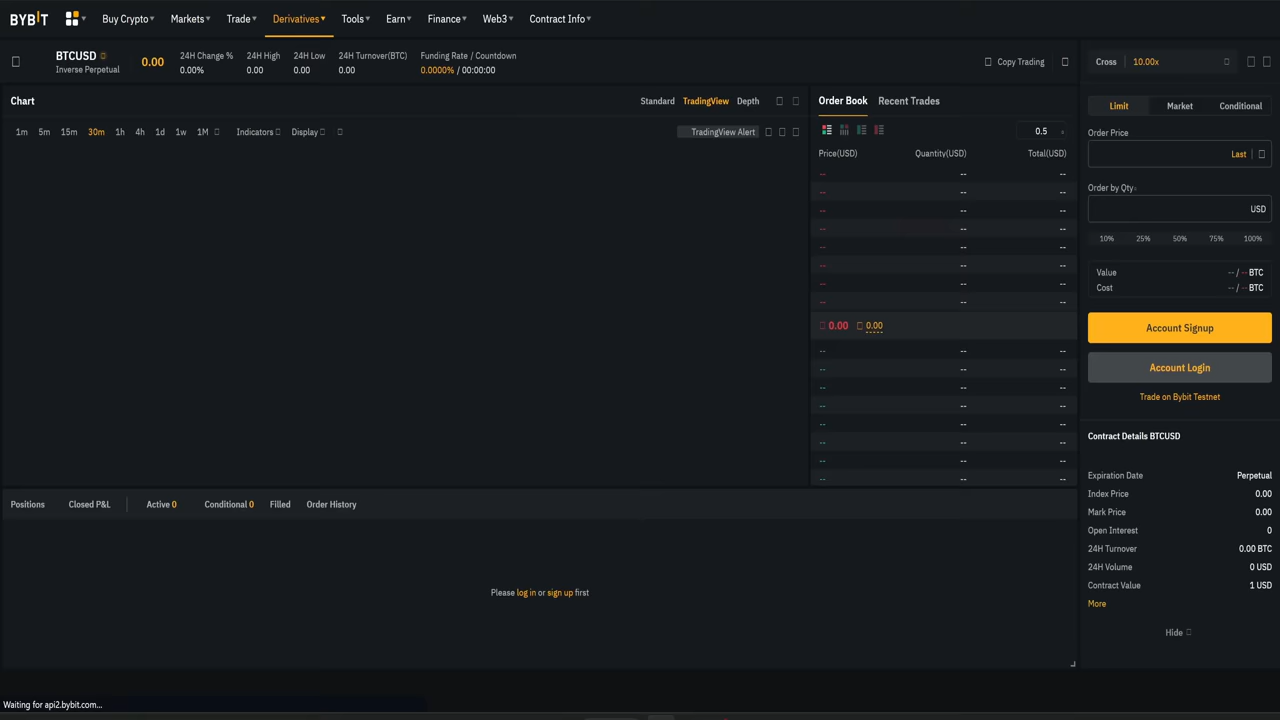 BYBIT Buy Crypto Markets Trade Derivatives Tools Earn Finance Web3 Contract Info
BTCUSD
Inverse Perpetual
0.00
24H Change %
0.00%
24H High
0.00
24H Low
0.00
24H Turnover(BTC)
0.00
Funding Rate / Countdown
0.0000% / 00:00:00
Copy Trading
Cross 10.00x
Chart
Standard TradingView Depth
1m 5m 15m 30m 1h 4h 1d 1w 1M Indicators Display
TradingView Alert
Order Book Recent Trades
0.5
Price(USD) Quantity(USD) Total(USD)
-- -- --
-- -- --
-- -- --
-- -- --
-- -- --
-- -- --
-- -- --
-- -- --
0.00 0.00
-- -- --
-- -- --
-- -- --
-- -- --
-- -- --
-- -- --
-- -- --
-- -- --
Limit Market Conditional
Order Price
Last
Order by Qty
USD
10% 25% 50% 75% 100%
Value -- / -- BTC
Cost -- / -- BTC
Account Signup
Account Login
Trade on Bybit Testnet
Contract Details BTCUSD
Expiration Date Perpetual
Index Price 0.00
Mark Price 0.00
Open Interest 0
24H Turnover 0.00 BTC
24H Volume 0 USD
Contract Value 1 USD
More
Hide
Positions Closed P&L Active 0 Conditional 0 Filled Order History
Please log in or sign up first
Waiting for api2.bybit.com...